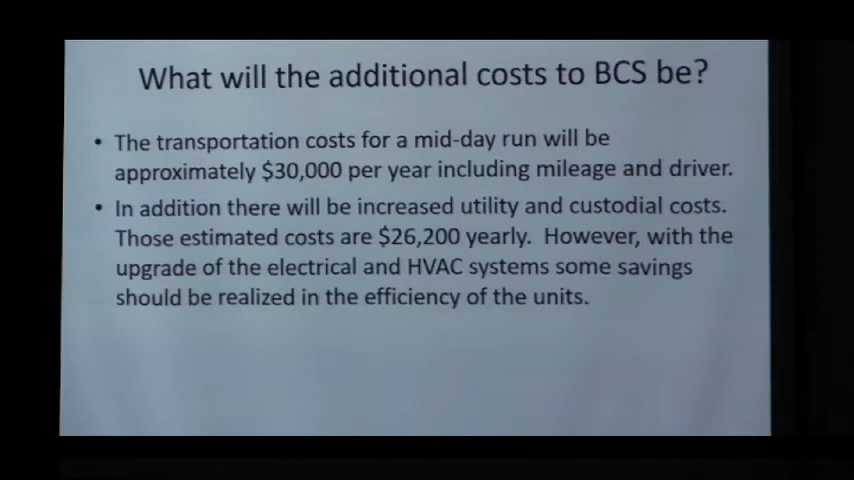 What will the additional costs to BCS be?
• The transportation costs for a mid-day run will be
approximately $30,000 per year including mileage and driver.
• In addition there will be increased utility and custodial costs.
Those estimated costs are $26,200 yearly.  However, with the
upgrade of the electrical and HVAC systems some savings
should be realized in the efficiency of the units.